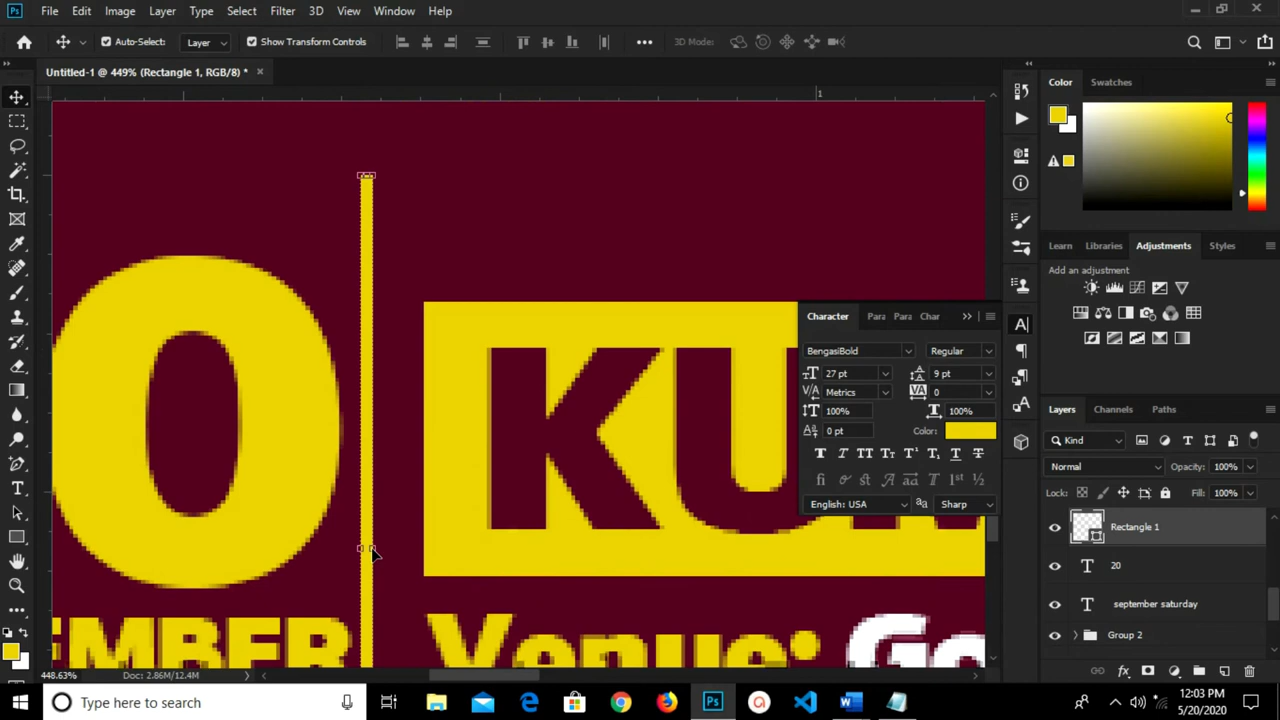 Ps File Edit Image Layer Type Select Filter 3D View Window Help
Auto-Select: Layer Show Transform Controls 3D Mode:
Untitled-1 @ 449% (Rectangle 1, RGB/8) *
1
Color Swatches
Learn Libraries Adjustments Styles
Add an adjustment
Character Para Para Char
BengasiBold Regular
27 pt 9 pt
Metrics 0
100% 100%
0 pt Color:
English: USA Sharp
Layers Channels Paths
Kind
Normal Opacity: 100%
Lock: Fill: 100%
Rectangle 1
20
september saturday
Group 2
O KU
EMBER
Venue: Go
448.63% Doc: 2.86M/12.4M
Type here to search
12:03 PM
5/20/2020